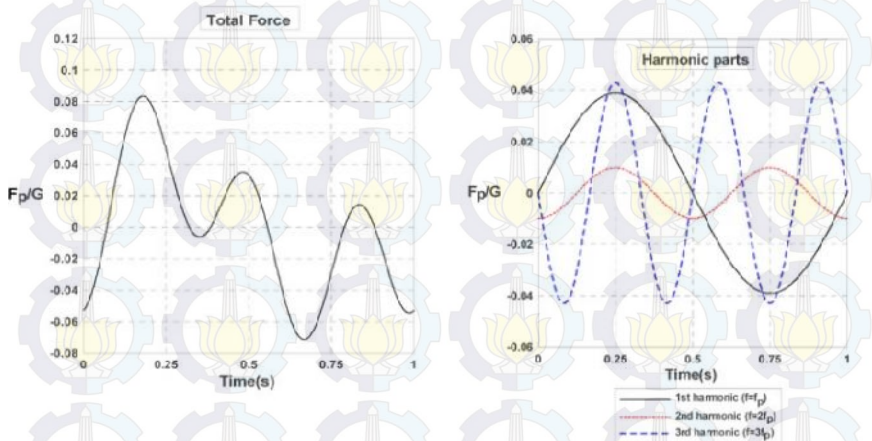 Total Force
0.12
0.1
0.08
0.06
0.04
0.02
0
-0.02
-0.04
-0.06
-0.08
Fp/G
0 0.25 0.5 0.75 1
Time(s)
Harmonic parts
0.06
0.04
0.02
0
-0.02
-0.04
-0.06
Fp/G
0 0.25 0.5 0.75 1
Time(s)
1st harmonic (f=fp)
2nd harmonic (f=2fp)
3rd harmonic (f=3fp)